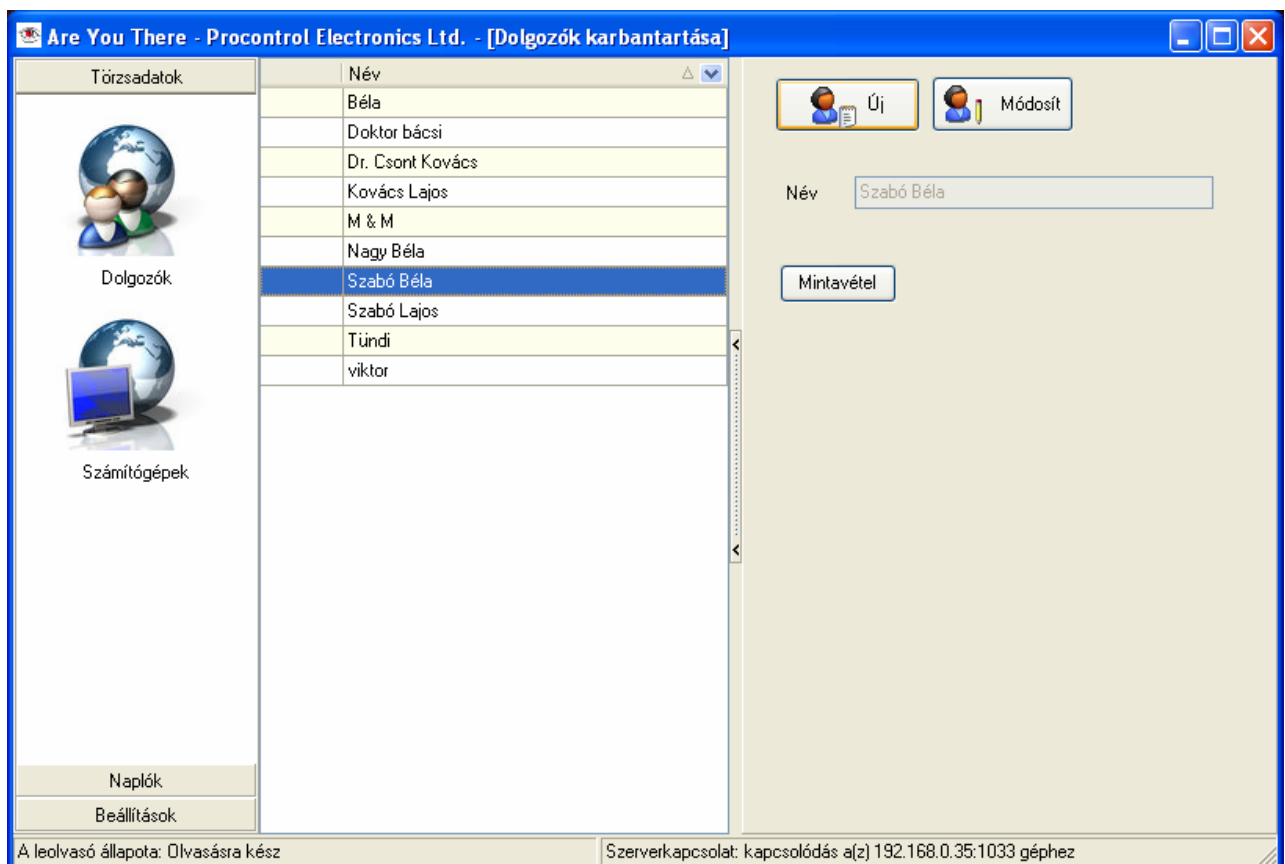 Are You There - Procontrol Electronics Ltd. - [Dolgozók karbantartása]
Törzsadatok
Dolgozók
Számítógépek
Naplók
Beállítások
Név
Béla
Doktor bácsi
Dr. Csont Kovács
Kovács Lajos
M & M
Nagy Béla
Szabó Béla
Szabó Lajos
Tündi
viktor
Új
Módosít
Név
Szabó Béla
Mintavétel
A leolvasó állapota: Olvasásra kész
Szerverkapcsolat: kapcsolódás a(z) 192.168.0.35:1033 géphez